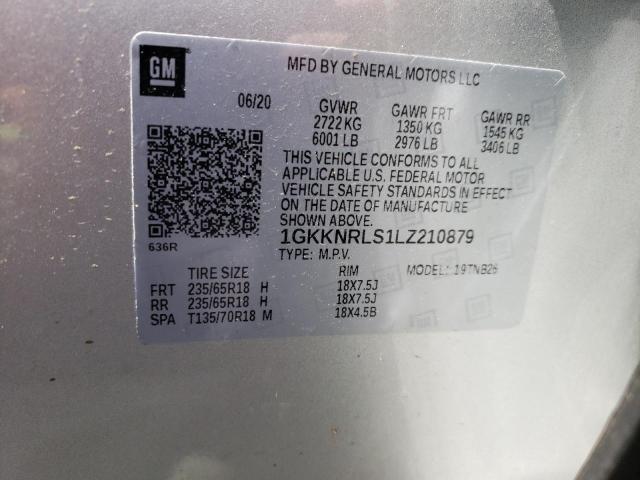 GM
MFD BY GENERAL MOTORS LLC
06/20 GVWR GAWR FRT GAWR RR
2722 KG 1350 KG 1545 KG
6001 LB 2976 LB 3406 LB
THIS VEHICLE CONFORMS TO ALL
APPLICABLE U.S. FEDERAL MOTOR
VEHICLE SAFETY STANDARDS IN EFFECT
ON THE DATE OF MANUFACTURE
SHOWN ABOVE.
636R 1GKKNRLS1LZ210879
TYPE: M.P.V. MODEL: 19TNB26
TIRE SIZE RIM
FRT 235/65R18 H 18X7.5J
RR 235/65R18 H 18X7.5J
SPA T135/70R18 M 18X4.5B